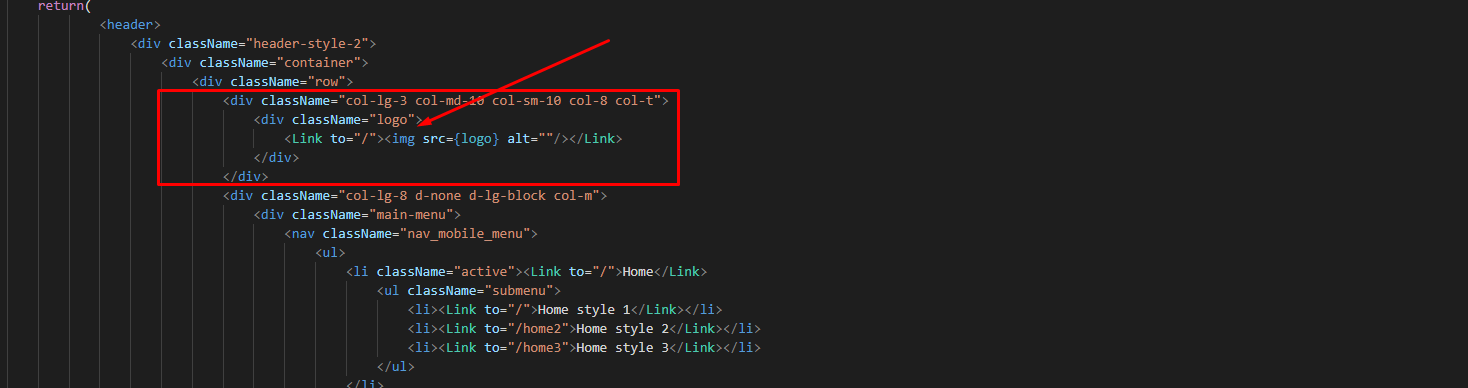 return(
<header>
<div className="header-style-2">
<div className="container">
<div className="row">
<div className="col-lg-3 col-md-10 col-sm-10 col-8 col-t">
<div className="logo">
<Link to="/"><img src={logo} alt=""/></Link>
</div>
</div>
<div className="col-lg-8 d-none d-lg-block col-m">
<div className="main-menu">
<nav className="nav_mobile_menu">
<ul>
<li className="active"><Link to="/">Home</Link>
<ul className="submenu">
<li><Link to="/">Home style 1</Link></li>
<li><Link to="/home2">Home style 2</Link></li>
<li><Link to="/home3">Home style 3</Link></li>
</ul>
</li>